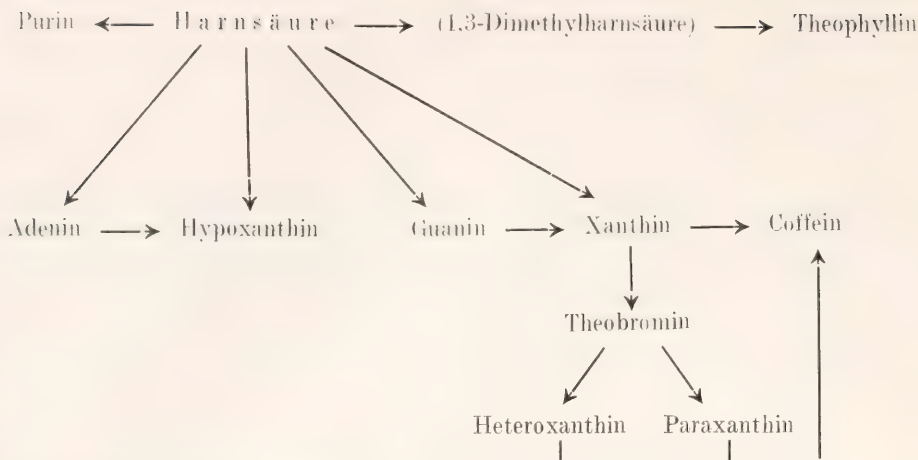 Purin Harnsäure (1,3-Dimethylharnsäure) Theophyllin
Adenin Hypoxanthin Guanin Xanthin Coffein
Theobromin
Heteroxanthin Paraxanthin